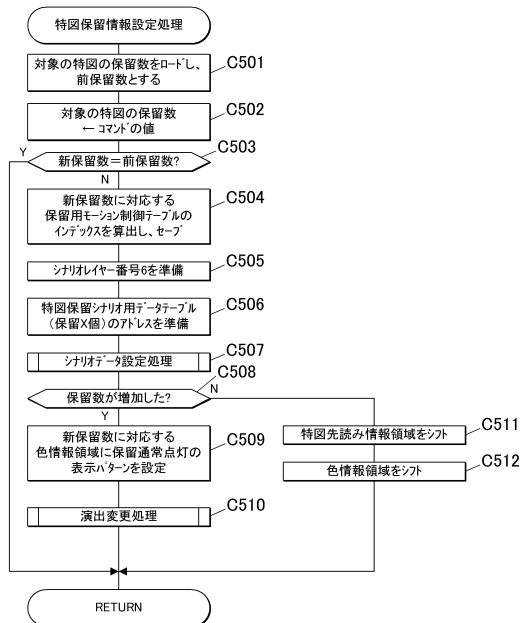 特図保留情報設定処理
対象の特図の保留数をﾛｰﾄﾞし、
前保留数とする
C501
対象の特図の保留数
← ｺﾏﾝﾄﾞの値
C502
Y
新保留数＝前保留数?
C503
N
新保留数に対応する
保留用ﾓｰｼｮﾝ制御ﾃｰﾌﾞﾙの
ｲﾝﾃﾞｯｸｽを算出し、ｾｰﾌﾞ
C504
ｼﾅﾘｵﾚｲﾔｰ番号6を準備
C505
特図保留ｼﾅﾘｵ用ﾃﾞｰﾀﾃｰﾌﾞﾙ
（保留X個）のｱﾄﾞﾚｽを準備
C506
ｼﾅﾘｵﾃﾞｰﾀ設定処理
C507
保留数が増加した?
C508
N
Y
新保留数に対応する
色情報領域に保留通常点灯の
表示ﾊﾟﾀｰﾝを設定
C509
特図先読み情報領域をｼﾌﾄ
C511
色情報領域をｼﾌﾄ
C512
演出変更処理
C510
RETURN